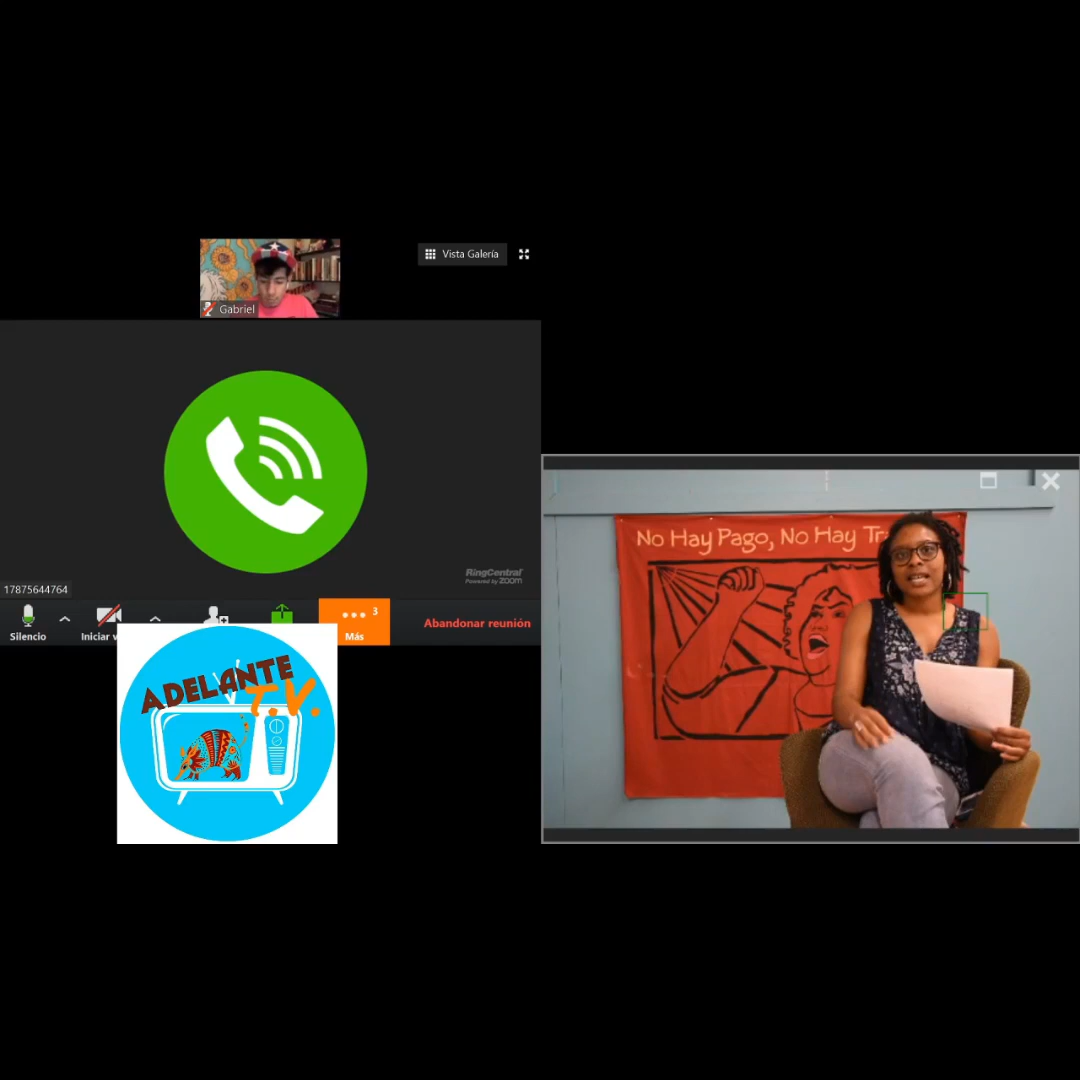 Vista Galería
Gabriel
17875644764
RingCentral
Powered by zoom
Silencio
Iniciar
3
Más
Abandonar reunión
ADELANTE
T.V.
No Hay Pago, No Hay